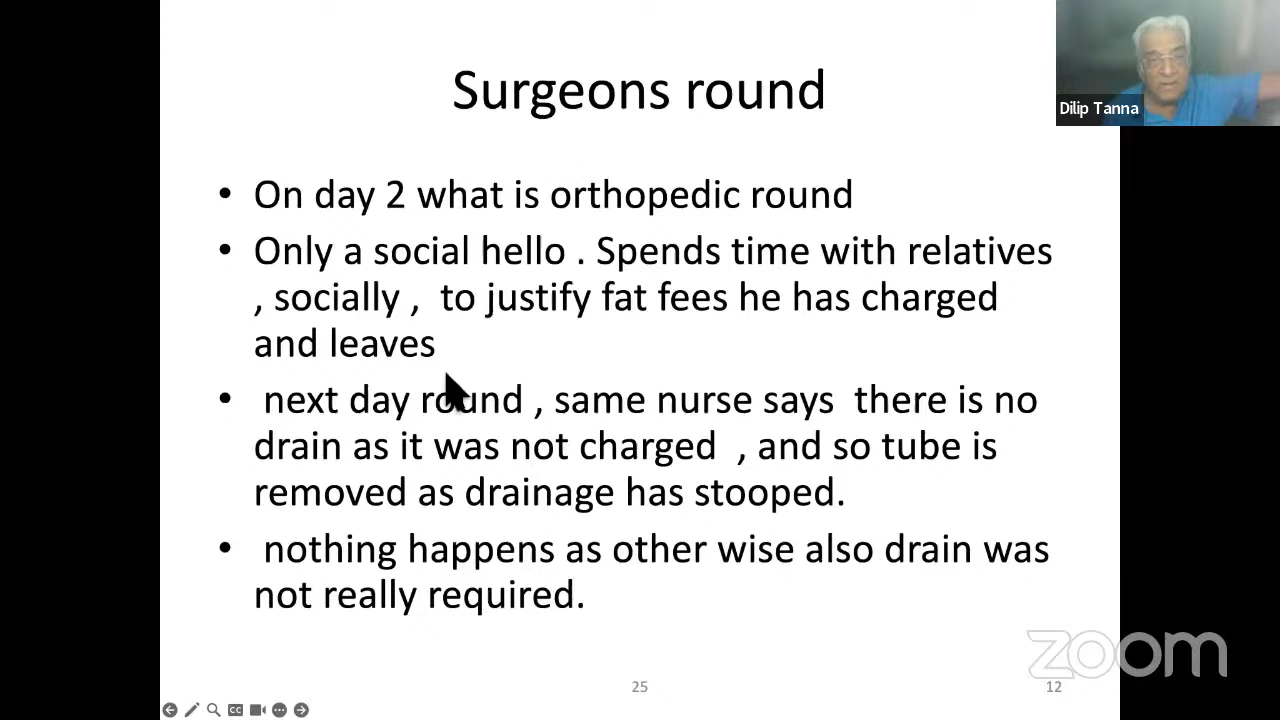 Surgeons round
Dilip Tanna
• On day 2 what is orthopedic round
• Only a social hello . Spends time with relatives
, socially ,  to justify fat fees he has charged
and leaves
•  next day round , same nurse says  there is no
drain as it was not charged  , and so tube is
removed as drainage has stooped.
•  nothing happens as other wise also drain was
not really required.
zoom
25
12
CC